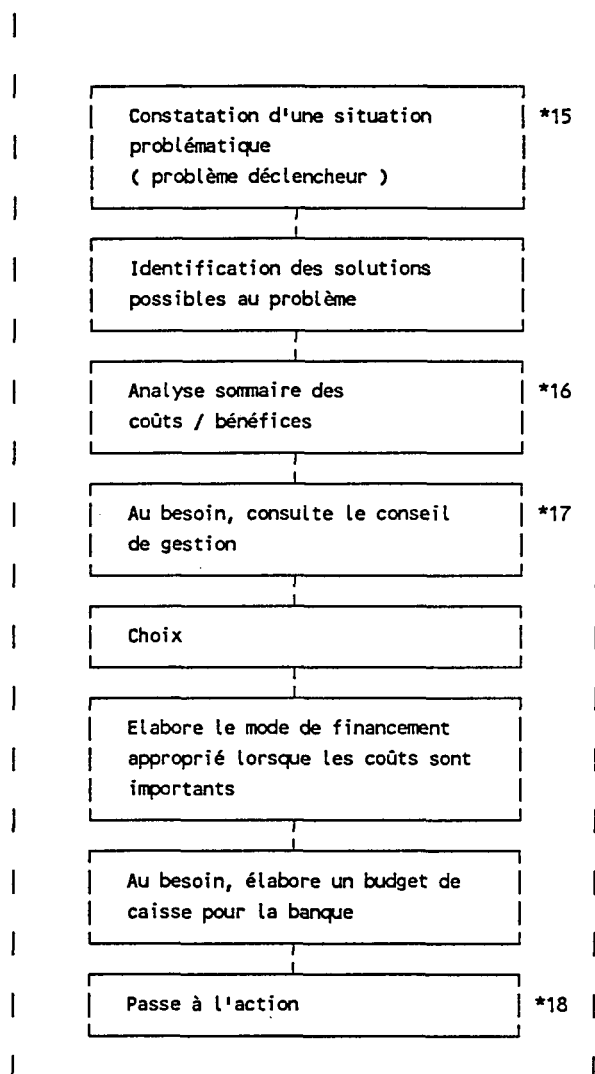 Constatation d'une situation *15
problématique
( problème déclencheur )
Identification des solutions
possibles au problème
Analyse sommaire des *16
coûts / bénéfices
Au besoin, consulte le conseil *17
de gestion
Choix
Elabore le mode de financement
approprié lorsque les coûts sont
importants
Au besoin, élabore un budget de
caisse pour la banque
Passe à l'action *18